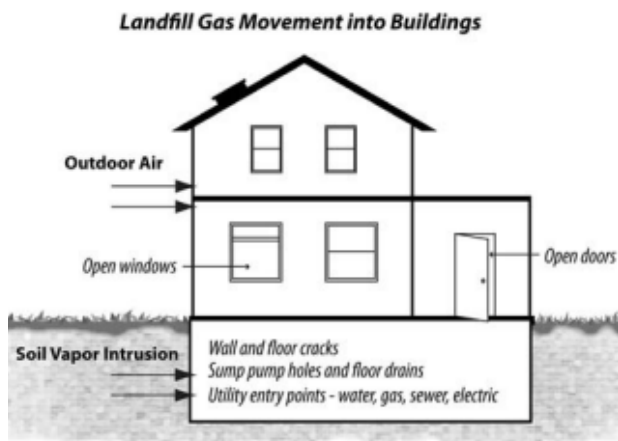 Landfill Gas Movement into Buildings
Outdoor Air
Open windows
Open doors
Soil Vapor Intrusion
Wall and floor cracks
Sump pump holes and floor drains
Utility entry points - water, gas, sewer, electric